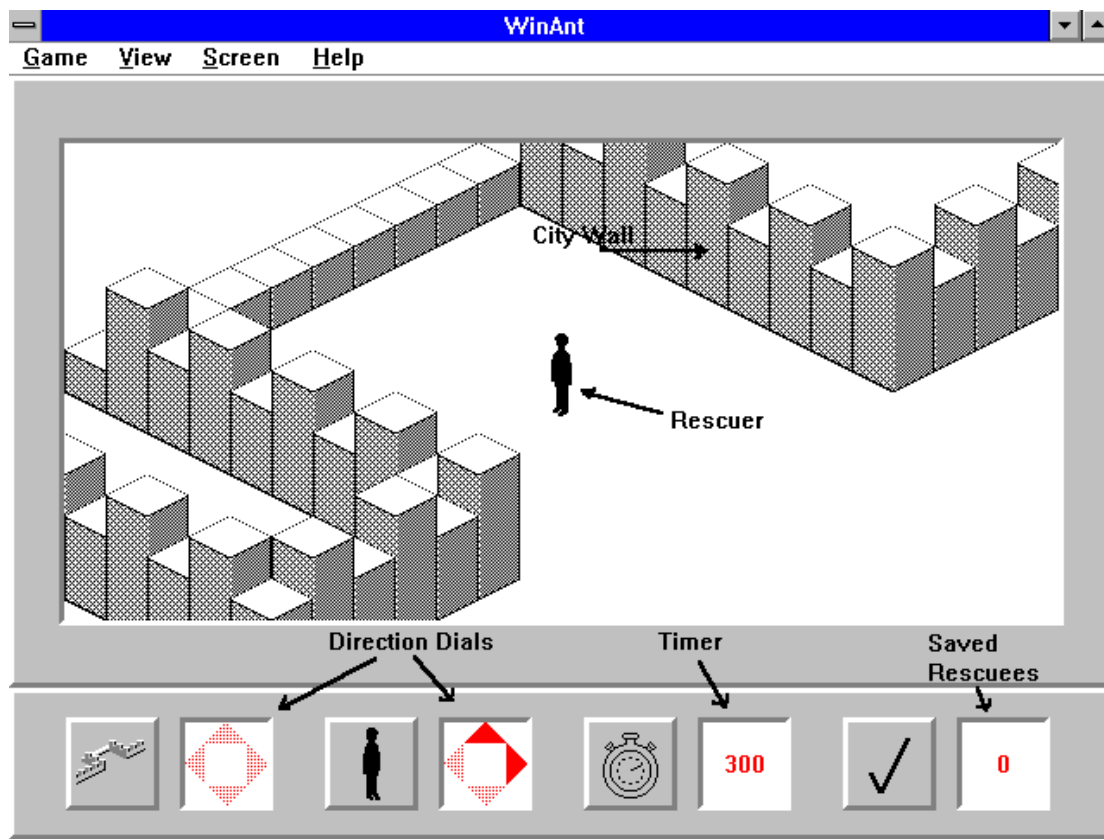 WinAnt
Game View Screen Help
City Wall
Rescuer
Direction Dials
Timer
Saved
Rescuees
300
0